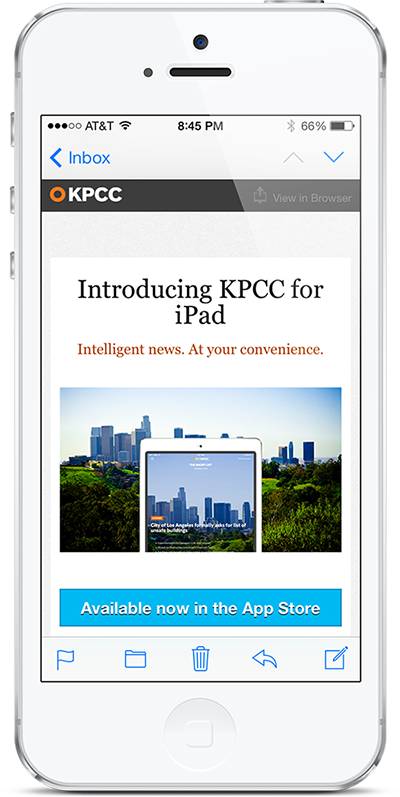 AT&T 8:45 PM 66%
Inbox
KPCC View in Browser
Introducing KPCC for
iPad
Intelligent news. At your convenience.
THE SHORT LIST
City of Los Angeles formally asks for list of
unsafe buildings
Available now in the App Store